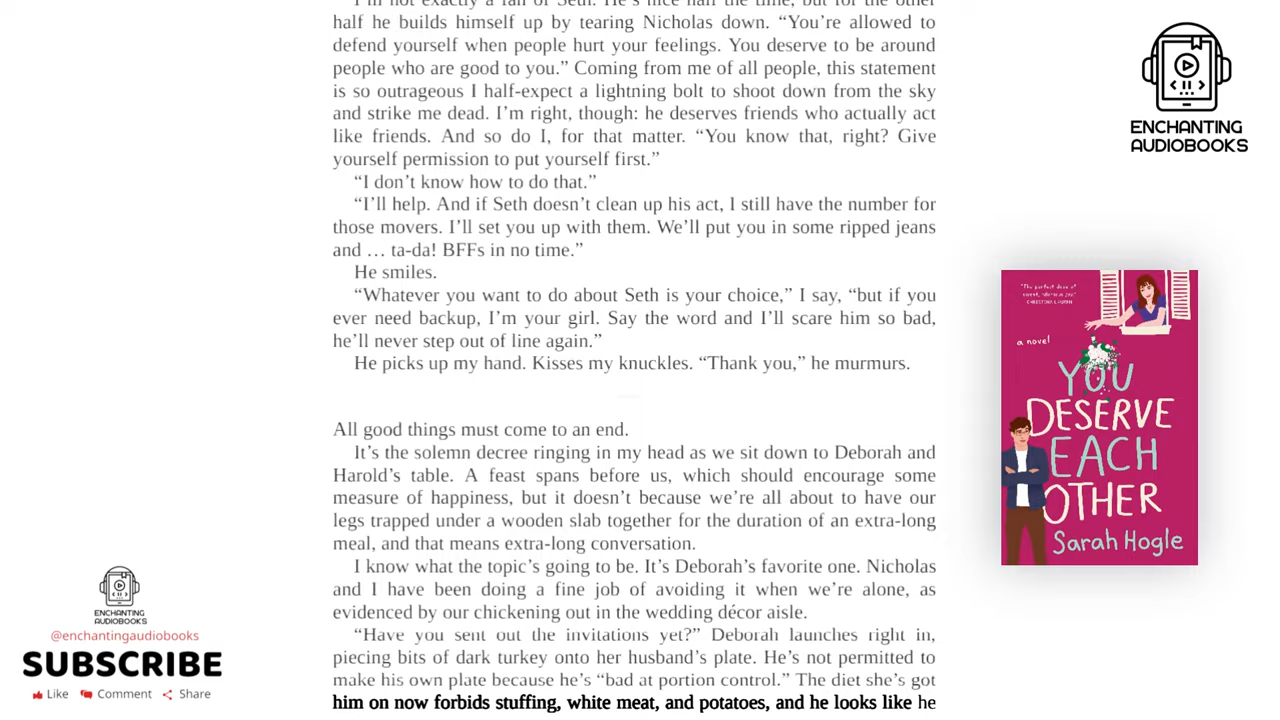 I'm not exactly a fan of Seth. He's nice half the time, but for the other
half he builds himself up by tearing Nicholas down. “You're allowed to
defend yourself when people hurt your feelings. You deserve to be around
people who are good to you.” Coming from me of all people, this statement
is so outrageous I half-expect a lightning bolt to shoot down from the sky
and strike me dead. I'm right, though: he deserves friends who actually act
like friends. And so do I, for that matter. “You know that, right? Give
yourself permission to put yourself first.”
“I don't know how to do that.”
“I'll help. And if Seth doesn't clean up his act, I still have the number for
those movers. I'll set you up with them. We'll put you in some ripped jeans
and … ta-da! BFFs in no time.”
He smiles.
“Whatever you want to do about Seth is your choice,” I say, “but if you
ever need backup, I'm your girl. Say the word and I'll scare him so bad,
he'll never step out of line again.”
He picks up my hand. Kisses my knuckles. “Thank you,” he murmurs.
All good things must come to an end.
It's the solemn decree ringing in my head as we sit down to Deborah and
Harold's table. A feast spans before us, which should encourage some
measure of happiness, but it doesn't because we're all about to have our
legs trapped under a wooden slab together for the duration of an extra-long
meal, and that means extra-long conversation.
I know what the topic's going to be. It's Deborah's favorite one. Nicholas
and I have been doing a fine job of avoiding it when we're alone, as
evidenced by our chickening out in the wedding décor aisle.
“Have you sent out the invitations yet?” Deborah launches right in,
piecing bits of dark turkey onto her husband's plate. He's not permitted to
make his own plate because he's “bad at portion control.” The diet she's got
him on now forbids stuffing, white meat, and potatoes, and he looks like he
ENCHANTING
AUDIOBOOKS
a novel
YOU
DESERVE
EACH
OTHER
Sarah Hogle
ENCHANTING
AUDIOBOOKS
@enchantingaudiobooks
SUBSCRIBE
Like Comment Share